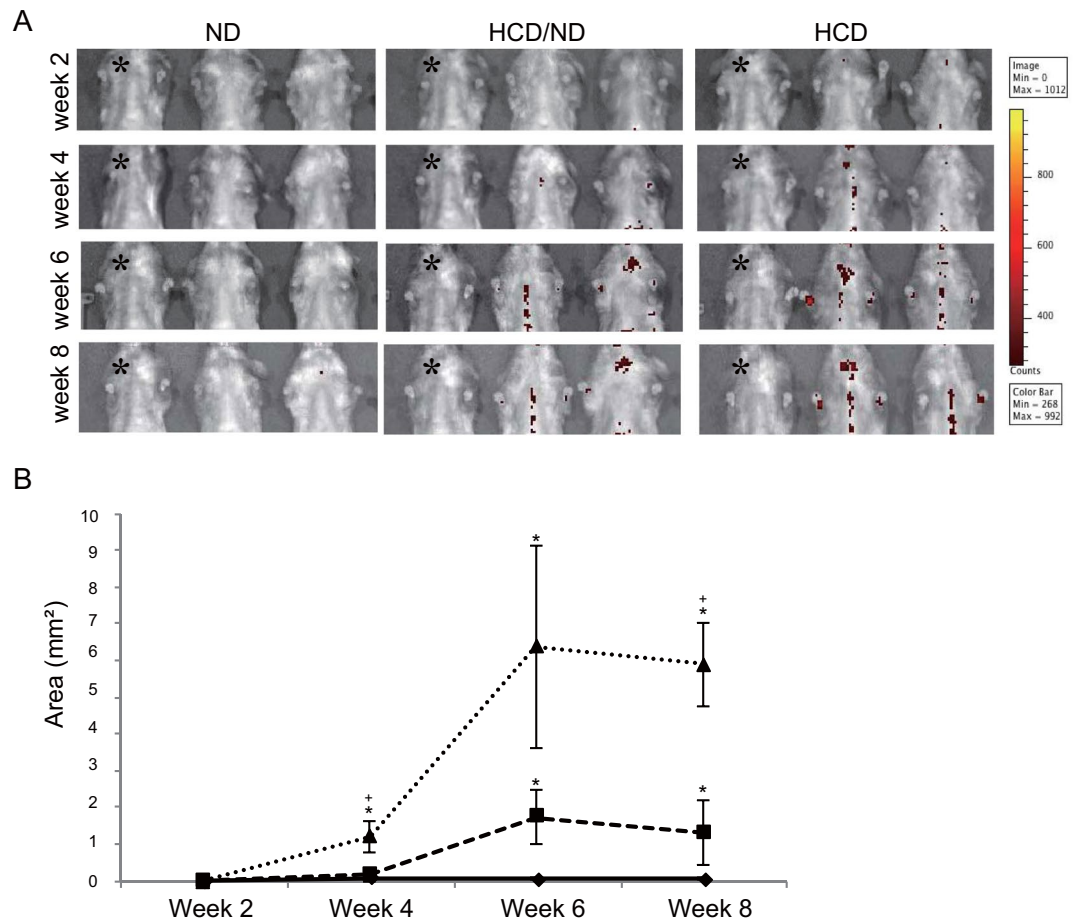 A
ND
HCD/ND
HCD
week 2
*
*
*
week 4
*
*
*
week 6
*
*
*
week 8
*
*
*
Image
Min = 0
Max = 1012
800
600
400
Counts
Color Bar
Min = 268
Max = 992
B
Area (mm²)
10
9
8
7
6
5
4
3
2
1
0
+
*
*
*
+
*
*
Week 2
Week 4
Week 6
Week 8